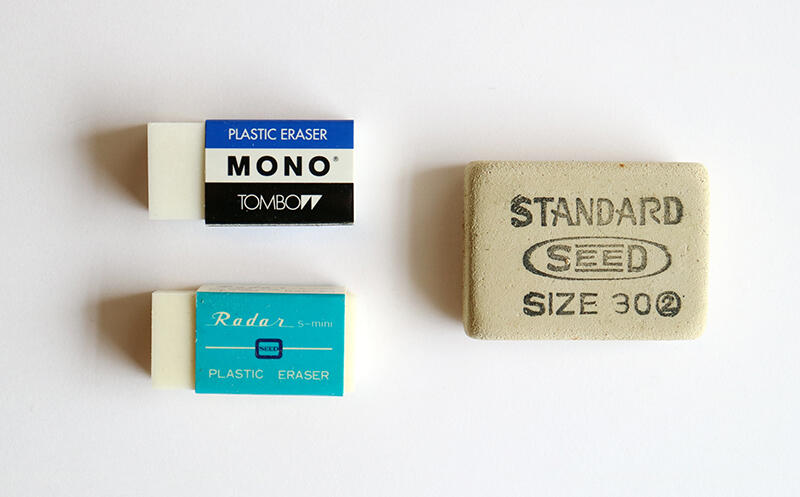 PLASTIC ERASER
MONO®
TOMBOW
Radar s-mini
SEED
PLASTIC ERASER
STANDARD
SEED
SIZE 30②